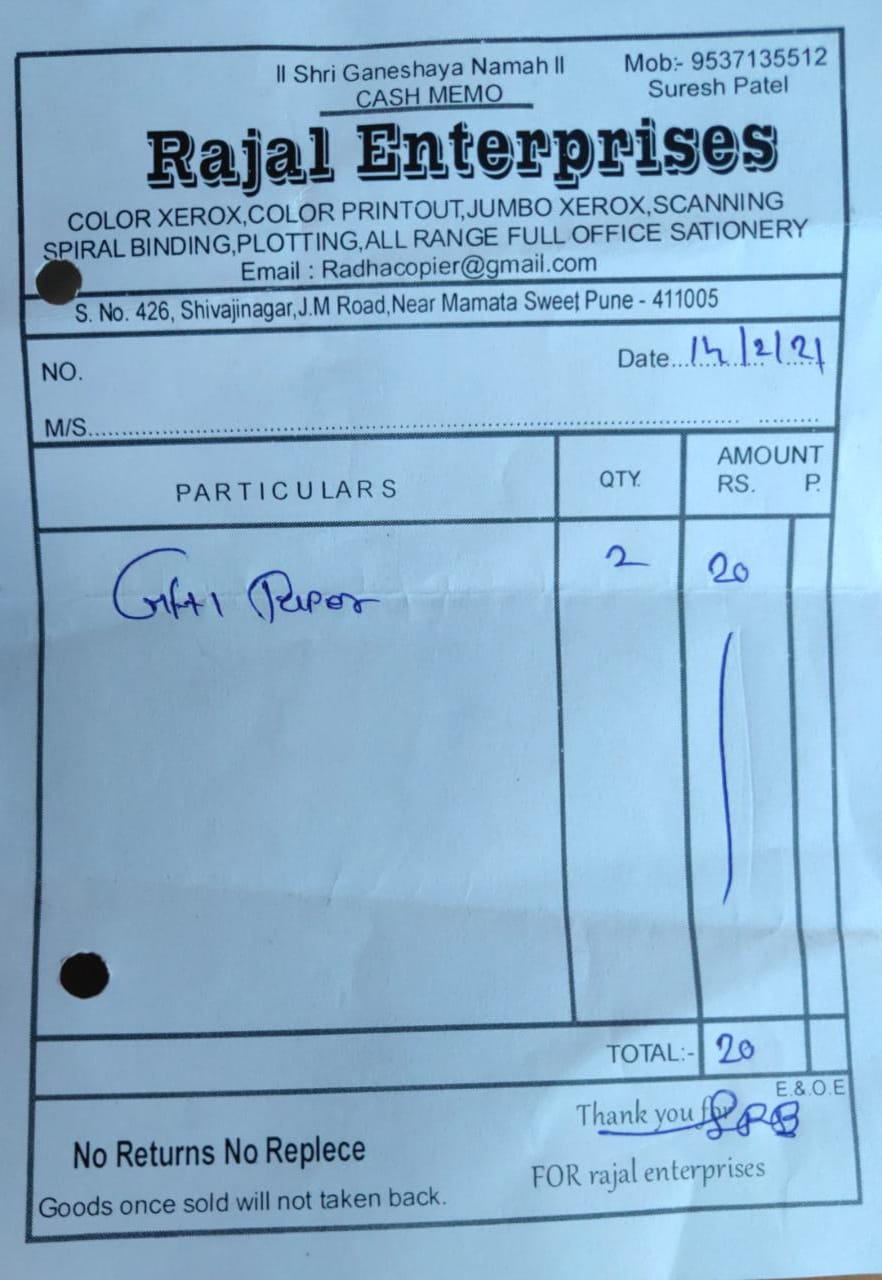 || Shri Ganeshaya Namah || Mob:- 9537135512
CASH MEMO Suresh Patel
Rajal Enterprises
COLOR XEROX,COLOR PRINTOUT,JUMBO XEROX,SCANNING
SPIRAL BINDING,PLOTTING,ALL RANGE FULL OFFICE SATIONERY
Email : Radhacopier@gmail.com
S. No. 426, Shivajinagar,J.M Road,Near Mamata Sweet Pune - 411005
NO. Date...14/2/21
M/S.
PARTICULARS QTY. AMOUNT
RS. P.
Gift Paper 2 20
TOTAL:- 20
E.&.O.E
Thank you for
No Returns No Replece
FOR rajal enterprises
Goods once sold will not taken back.